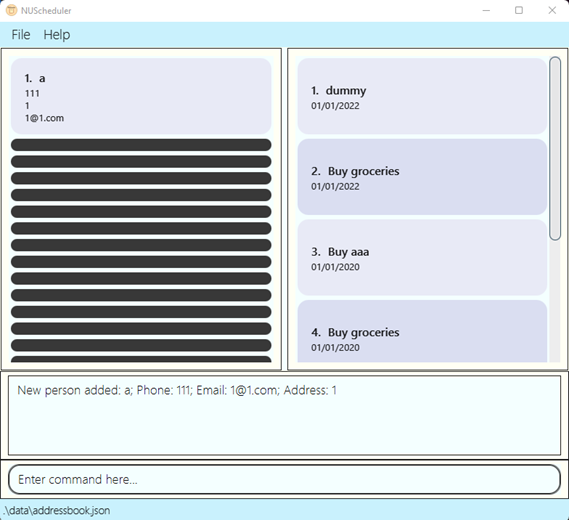 NUScheduler
File Help
1. a
111
1
1@1.com
1. dummy
01/01/2022
2. Buy groceries
01/01/2022
3. Buy aaa
01/01/2020
4. Buy groceries
01/01/2020
New person added: a; Phone: 111; Email: 1@1.com; Address: 1
Enter command here...
.\data\addressbook.json